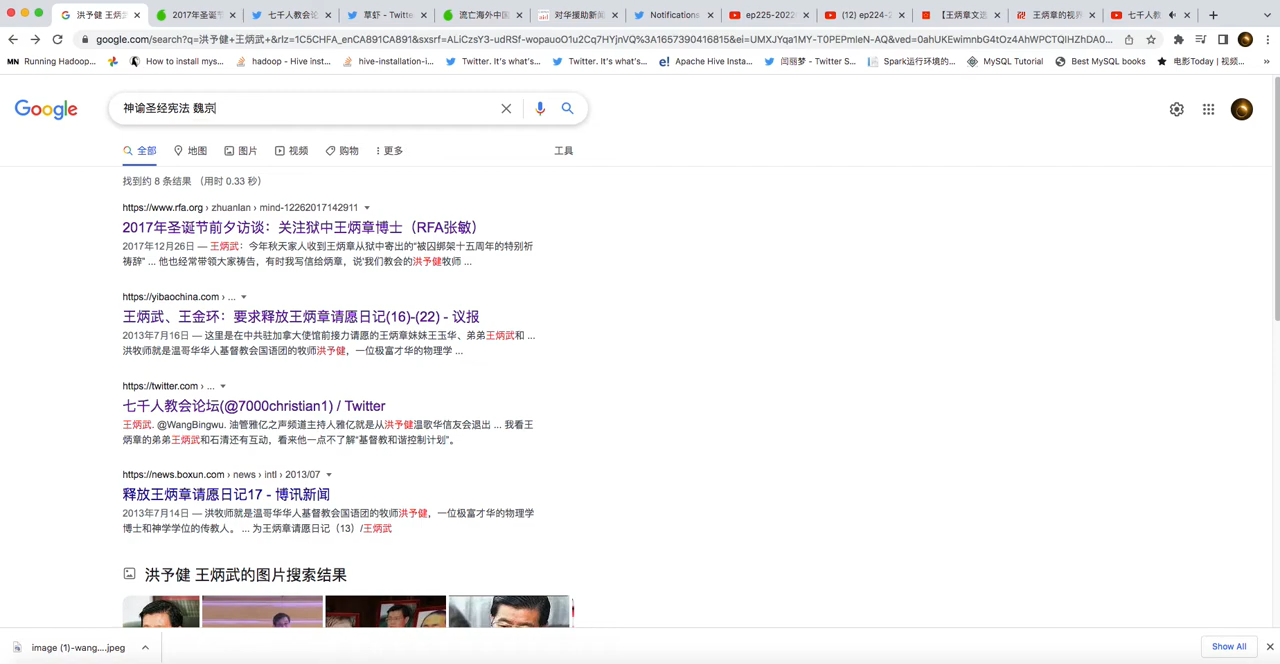 洪予健 王炳
2017年圣诞节
七千人教会论
草虾 - Twitte
流亡海外中国
对华援助新闻
Notifications
ep225-2022
(12) ep224-2
【王炳章文选
王炳章的视界
七千人教
google.com/search?q=洪予健+王炳武+&rlz=1C5CHFA_enCA891CA891&sxsrf=ALiCzsY3-udRSf-wopauoO1u2Cq7HYjnVQ%3A1657390416815&ei=UMXJYqa1MY-T0PEPmleN-AQ&ved=0ahUKEwimnbG4tOz4AhWPCTQIHZhDA0...
MN Running Hadoop...
How to install mys...
hadoop - Hive inst...
hive-installation-i...
Twitter. It's what's...
Twitter. It's what's...
e! Apache Hive Insta...
闫丽梦 - Twitter S...
Spark运行环境的...
MySQL Tutorial
Best MySQL books
电影Today | 视频...
»
Google
神谕圣经宪法 魏京
全部
地图
图片
视频
购物
更多
工具
找到约 8 条结果 （用时 0.33 秒）
https://www.rfa.org › zhuanlan › mind-12262017142911
2017年圣诞节前夕访谈：关注狱中王炳章博士（RFA张敏）
2017年12月26日 — 王炳武：今年秋天家人收到王炳章从狱中寄出的“被囚绑架十五周年的特别祈
祷辞” ... 他也经常带领大家祷告，有时我写信给炳章，说‘我们教会的洪予健牧师 ...
https://yibaochina.com › ...
王炳武、王金环：要求释放王炳章请愿日记(16)-(22) - 议报
2013年7月16日 — 这里是在中共驻加拿大使馆前接力请愿的王炳章妹妹王玉华、弟弟王炳武和 ...
洪牧师就是温哥华华人基督教会国语团的牧师洪予健，一位极富才华的物理学 ...
https://twitter.com › ...
七千人教会论坛(@7000christian1) / Twitter
王炳武. @WangBingwu. 油管雅亿之声频道主持人雅亿就是从洪予健温歌华信友会退出 ... 我看王
炳章的弟弟王炳武和石清还有互动，看来他一点不了解“基督教和谐控制计划”。
https://news.boxun.com › news › intl › 2013/07
释放王炳章请愿日记17 - 博讯新闻
2013年7月14日 — 洪牧师就是温哥华华人基督教会国语团的牧师洪予健，一位极富才华的物理学
博士和神学学位的传教人。 ... 为王炳章请愿日记（13）/王炳武
洪予健 王炳武的图片搜索结果
image (1)-wang....jpeg
Show All